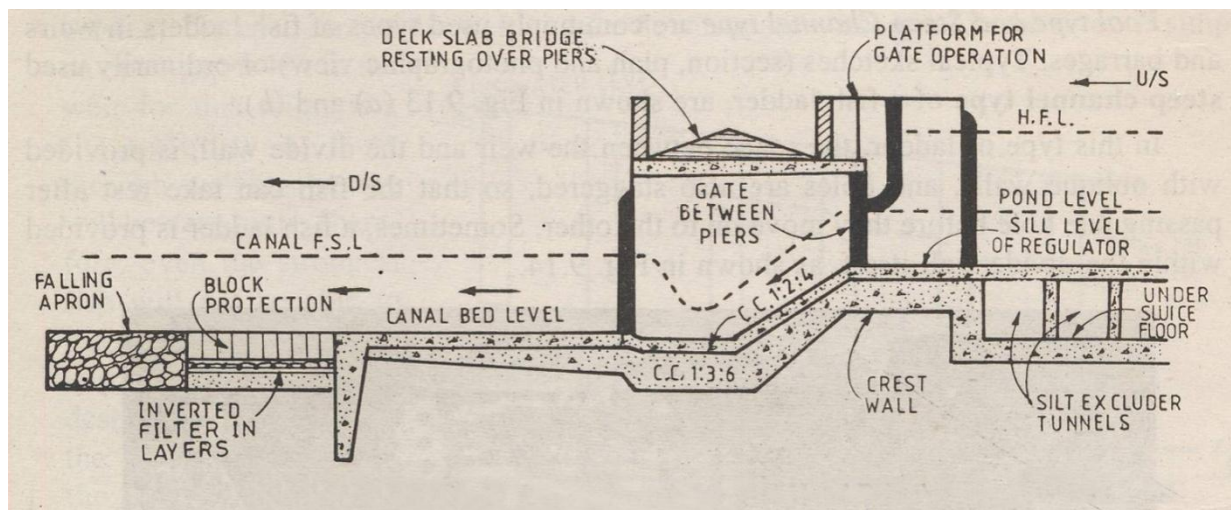 DECK SLAB BRIDGE
RESTING OVER PIERS
PLATFORM FOR
GATE OPERATION
U/S
H.F.L.
D/S
GATE
BETWEEN
PIERS
POND LEVEL
SILL LEVEL
OF REGULATOR
CANAL F.S.L
FALLING
APRON
BLOCK
PROTECTION
CANAL BED LEVEL
C.C. 1:2:4
UNDER
SLUICE
FLOOR
C.C. 1:3:6
CREST
WALL
SILT EXCLUDER
TUNNELS
INVERTED
FILTER IN
LAYERS